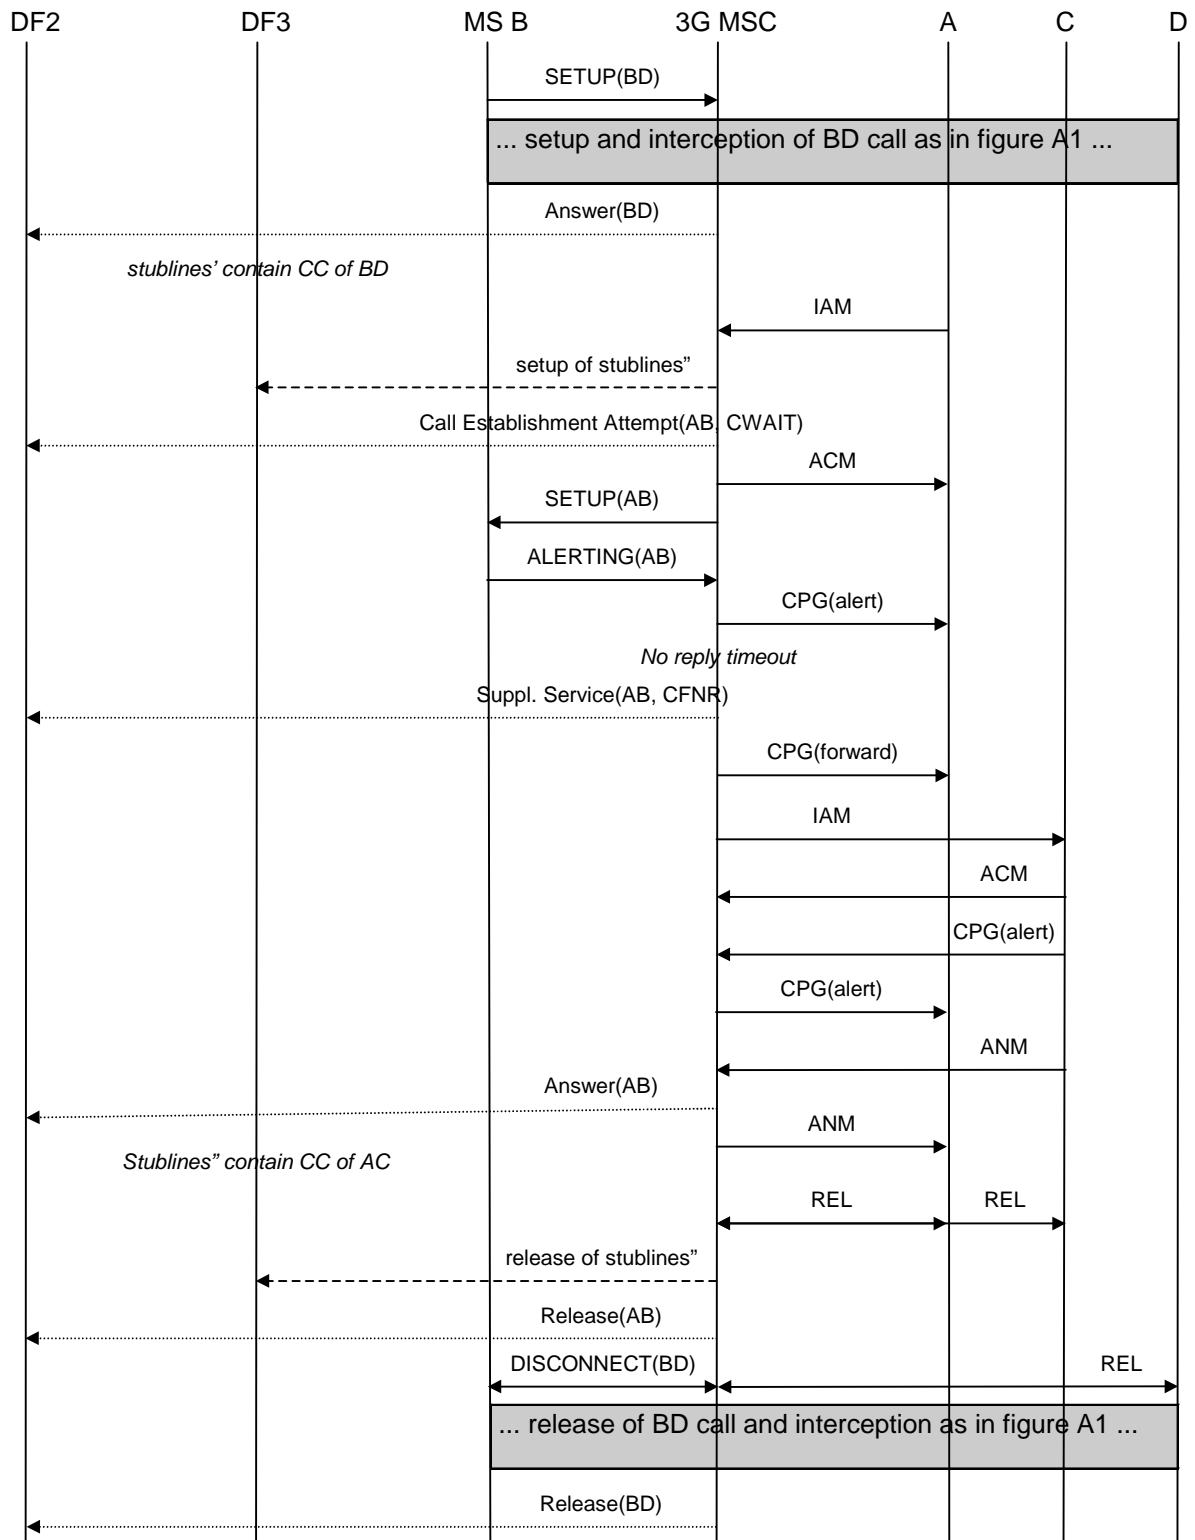 DF2 DF3 MS B 3G MSC A C D
SETUP(BD)
... setup and interception of BD call as in figure A1 ...
Answer(BD)
stublines’ contain CC of BD
IAM
setup of stublines”
Call Establishment Attempt(AB, CWAIT)
ACM
SETUP(AB)
ALERTING(AB)
CPG(alert)
No reply timeout
Suppl. Service(AB, CFNR)
CPG(forward)
IAM
ACM
CPG(alert)
CPG(alert)
ANM
Answer(AB)
ANM
Stublines” contain CC of AC
REL REL
release of stublines”
Release(AB)
DISCONNECT(BD) REL
... release of BD call and interception as in figure A1 ...
Release(BD)